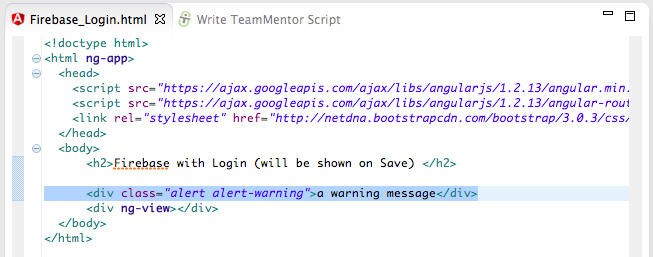 Firebase_Login.html Write TeamMentor Script
<!doctype html>
<html ng-app>
<head>
<script src="https://ajax.googleapis.com/ajax/libs/angularjs/1.2.13/angular.min.
<script src="https://ajax.googleapis.com/ajax/libs/angularjs/1.2.13/angular-rout
<link rel="stylesheet" href="http://netdna.bootstrapcdn.com/bootstrap/3.0.3/css/
</head>
<body>
<h2>Firebase with Login (will be shown on Save) </h2>
<div class="alert alert-warning">a warning message</div>
<div ng-view></div>
</body>
</html>